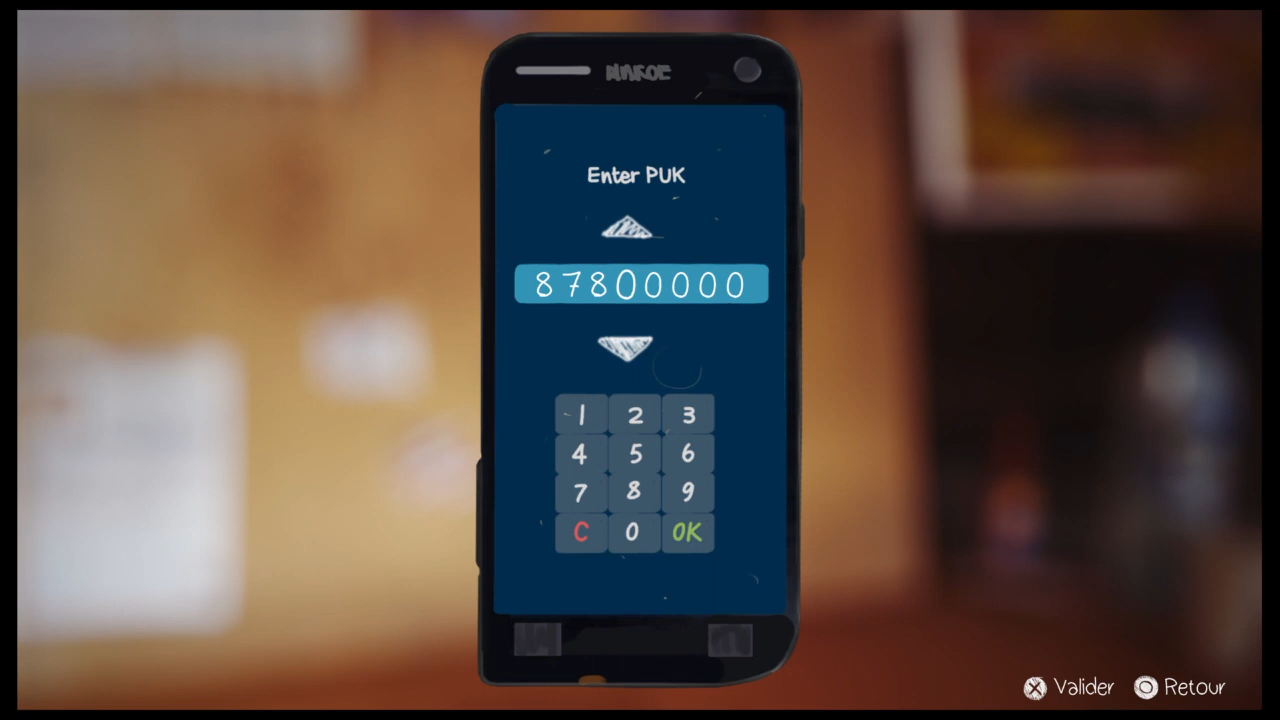 Enter PUK
87800000
1 2 3
4 5 6
7 8 9
C 0 OK
Valider Retour